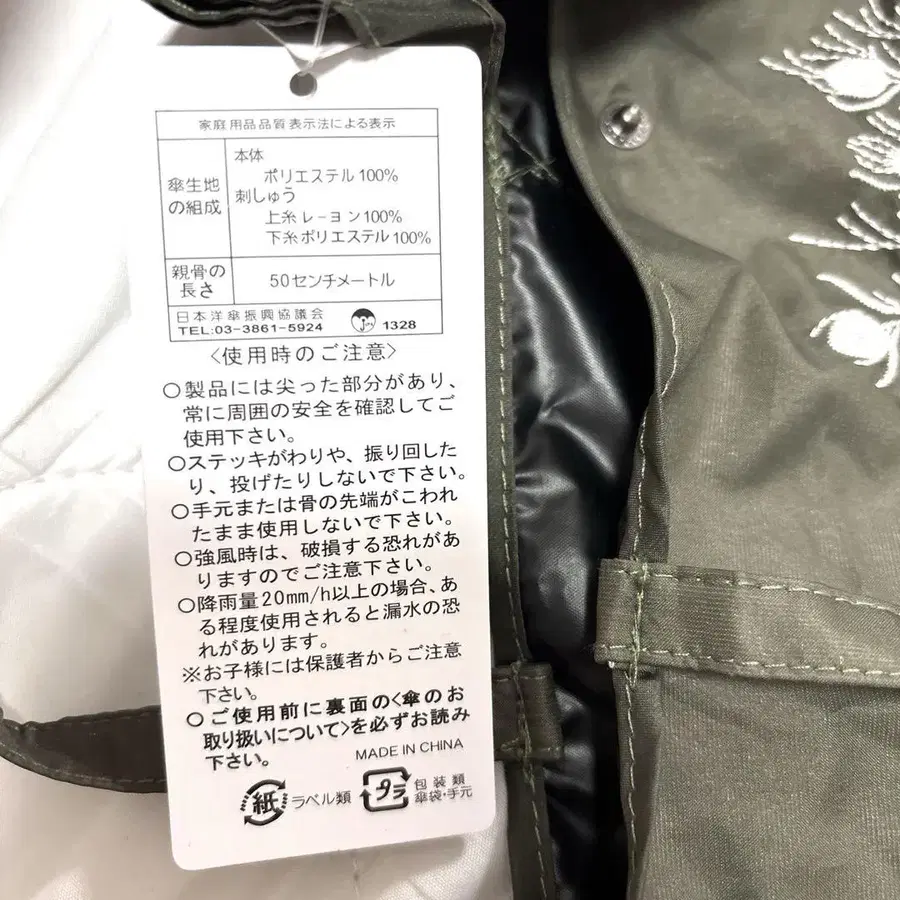 家庭用品品質表示法による表示
傘生地の組成
本体
ポリエステル100%
刺しゅう
上糸レーヨン100%
下糸ポリエステル100%
親骨の長さ
50センチメートル
日本洋傘振興協議会
TEL:03-3861-5924
JUPA 1328
〈使用時のご注意〉
○製品には尖った部分があり、
常に周囲の安全を確認してご
使用下さい。
○ステッキがわりや、振り回した
り、投げたりしないで下さい。
○手元または骨の先端がこわれ
たまま使用しないで下さい。
○強風時は、破損する恐れがあ
りますのでご注意下さい。
○降雨量20mm/h以上の場合、あ
る程度使用されると漏水の恐
れがあります。
※お子様には保護者からご注意
下さい。
●ご使用前に裏面の〈傘のお
取り扱いについて〉を必ずお読み
下さい。
MADE IN CHINA
紙 ラベル類
プラ 包装類
傘袋・手元